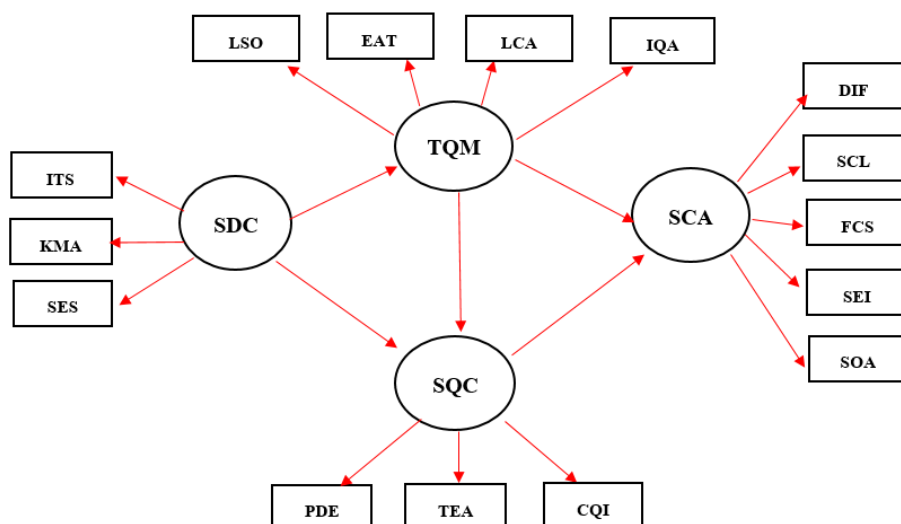 LSO
EAT
LCA
IQA
DIF
TQM
SCL
ITS
SDC
SCA
FCS
KMA
SES
SEI
SOA
SQC
PDE
TEA
CQI